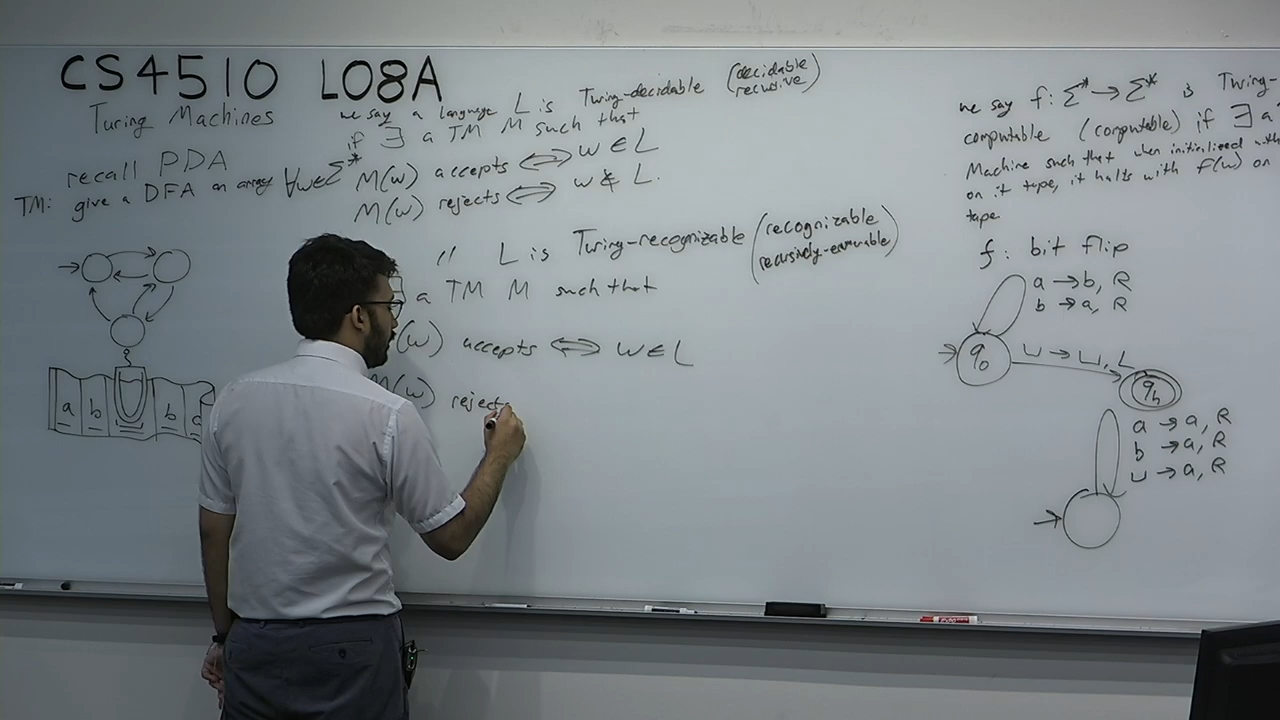 CS4510 L08A
Turing Machines
recall PDA
TM: give a DFA an array
we say a language L is Turing-decidable (decidable
recursive)
if ∃ a TM M such that
∀w∈Σ* M(w) accepts ⟺ w∈L
M(w) rejects ⟺ w∉L.
〃 L is Turing-recognizable (recognizable
recursively-enumerable)
∃ a TM M such that
(w) accepts ⟺ w∈L
M(w) rejects
a b b
we say f: Σ*→Σ* is Turing-
computable (computable) if ∃ a
Machine such that when initialized with
on it tape, it halts with f(w) on
tape
f: bit flip
a → b, R
b → a, R
q0
⊔ → ⊔, L
qh
a → a, R
b → a, R
⊔ → a, R